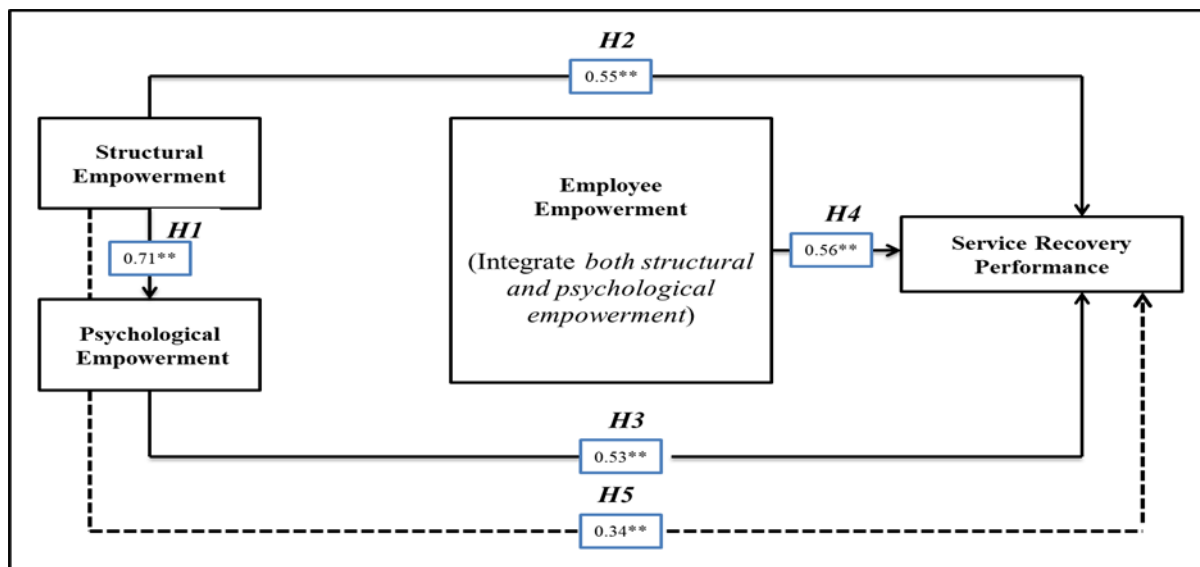 H2
0.55**
Structural
Empowerment
H1
0.71**
Psychological
Empowerment
Employee
Empowerment
(Integrate both structural
and psychological
empowerment)
H4
0.56**
Service Recovery
Performance
H3
0.53**
H5
0.34**